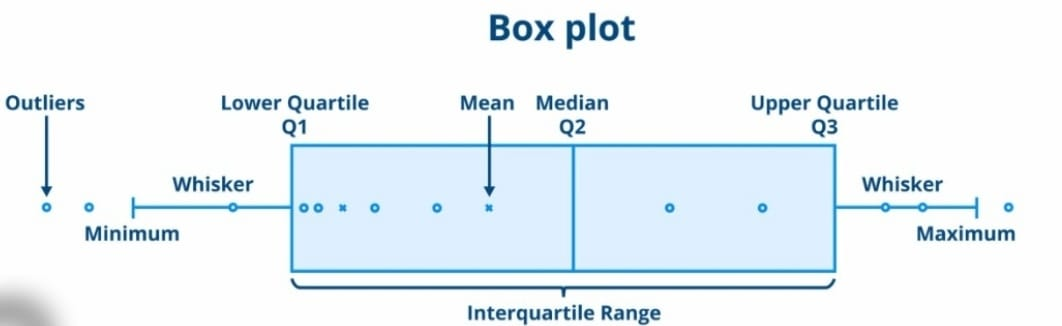 Box plot
Outliers
Lower Quartile
Q1
Mean
Median
Q2
Upper Quartile
Q3
Whisker
Whisker
Minimum
Maximum
Interquartile Range